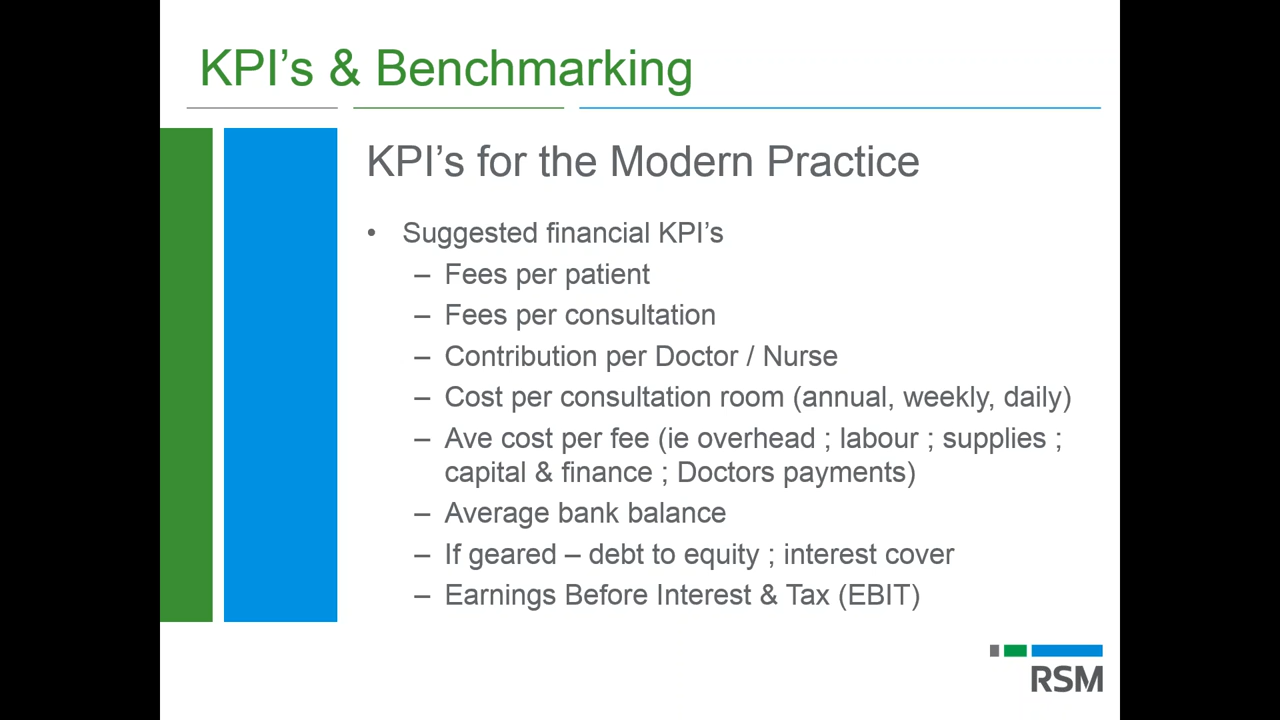 KPI’s & Benchmarking
KPI’s for the Modern Practice
• Suggested financial KPI’s
– Fees per patient
– Fees per consultation
– Contribution per Doctor / Nurse
– Cost per consultation room (annual, weekly, daily)
– Ave cost per fee (ie overhead ; labour ; supplies ;
capital & finance ; Doctors payments)
– Average bank balance
– If geared – debt to equity ; interest cover
– Earnings Before Interest & Tax (EBIT)
RSM